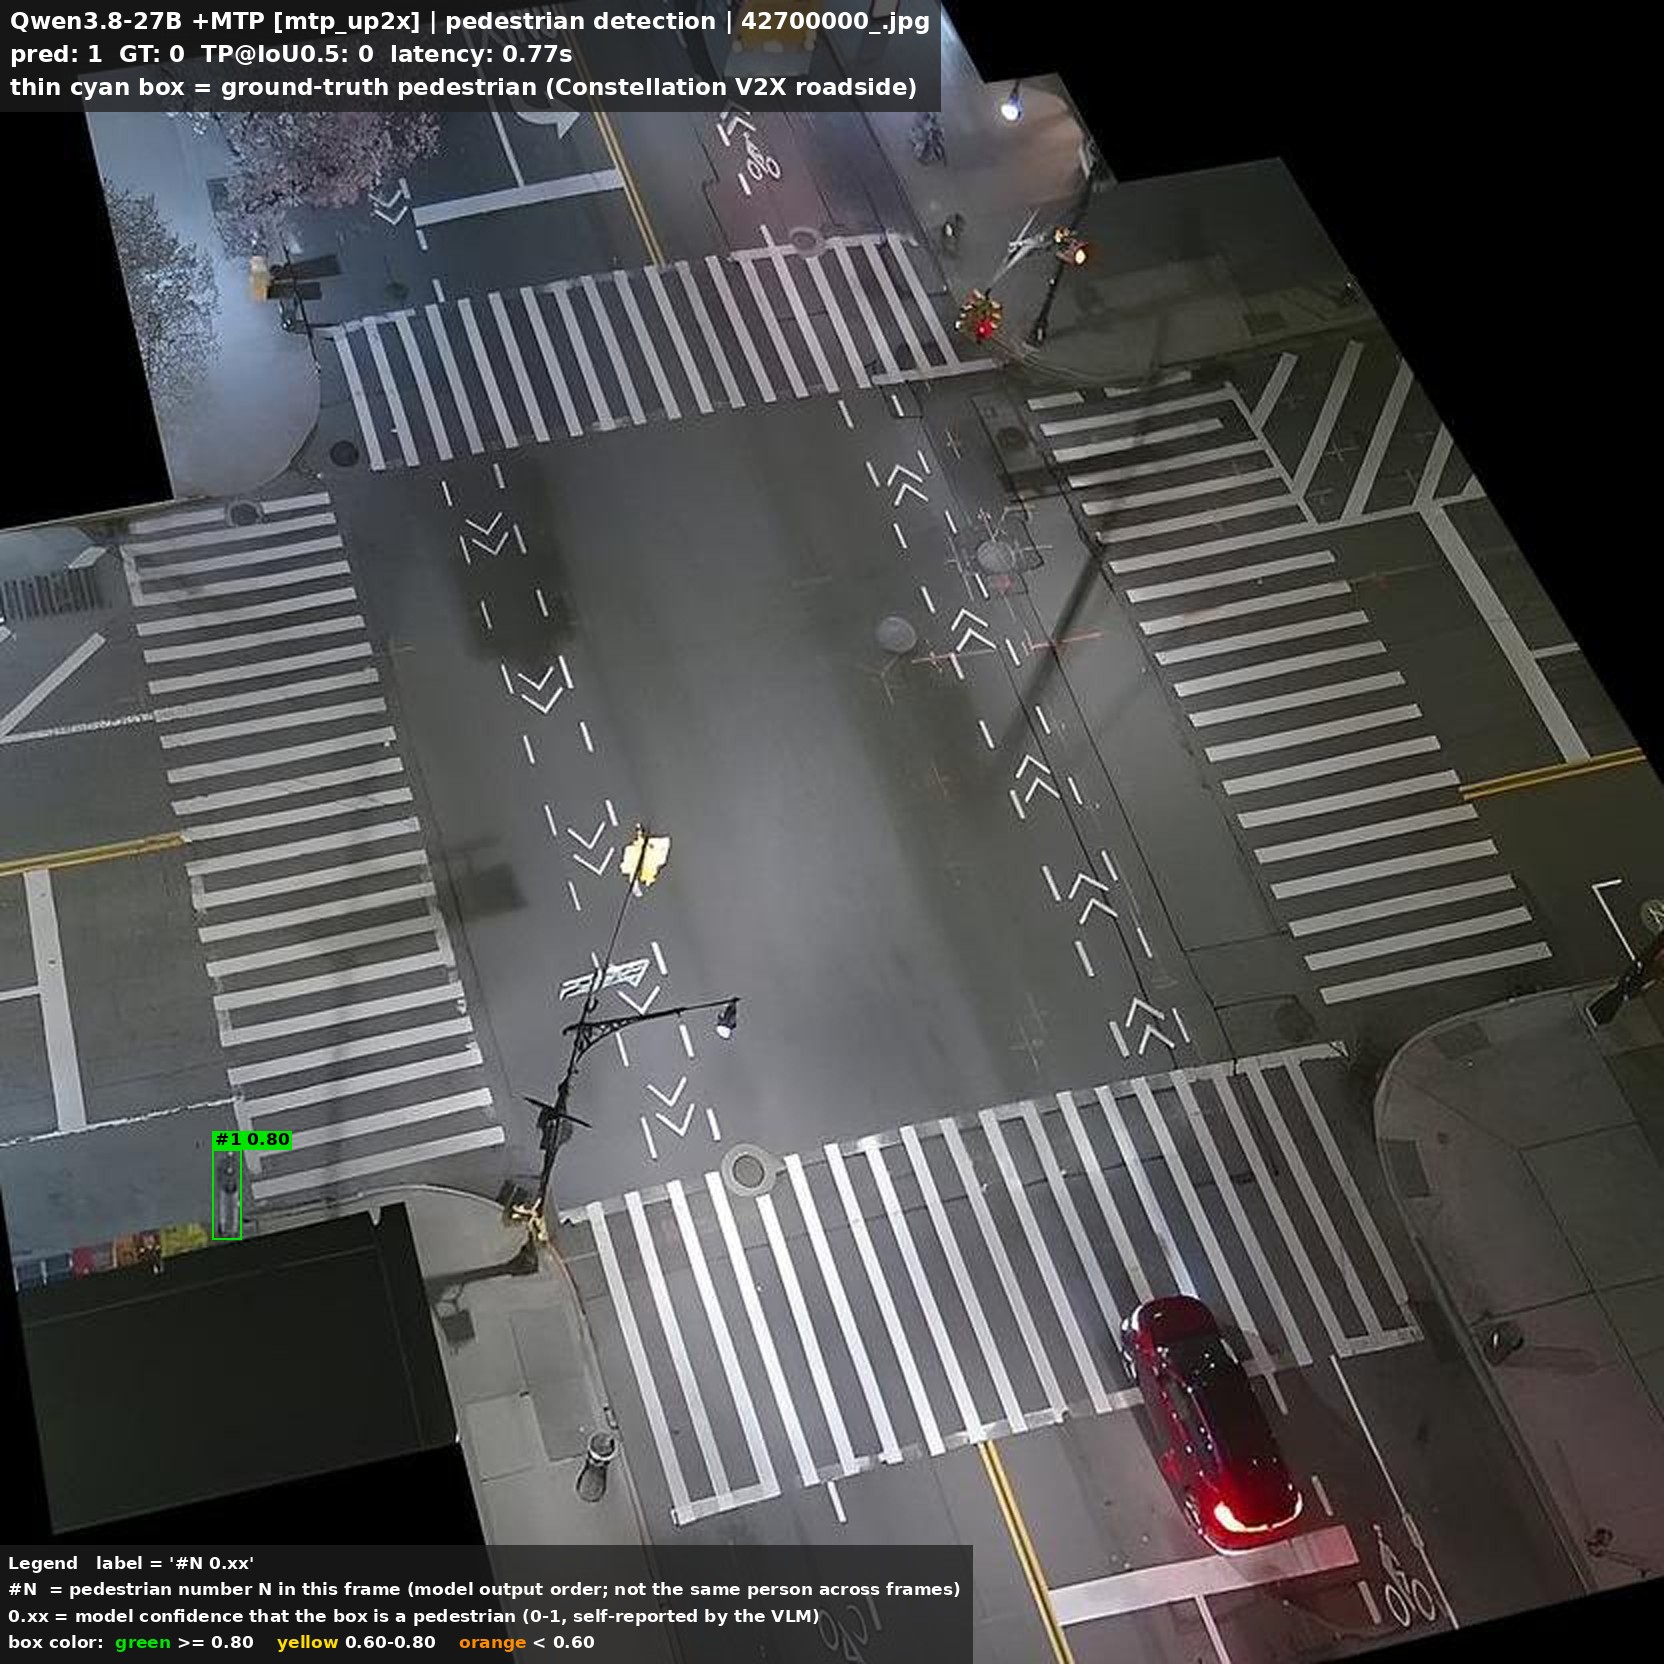 Qwen3.8-27B +MTP [mtp_up2x] | pedestrian detection | 42700000_.jpg
pred: 1  GT: 0  TP@IoU0.5: 0  latency: 0.77s
thin cyan box = ground-truth pedestrian (Constellation V2X roadside)
#1 0.80
Legend   label = '#N 0.xx'
#N  = pedestrian number N in this frame (model output order; not the same person across frames)
0.xx = model confidence that the box is a pedestrian (0-1, self-reported by the VLM)
box color:  green >= 0.80    yellow 0.60-0.80    orange < 0.60